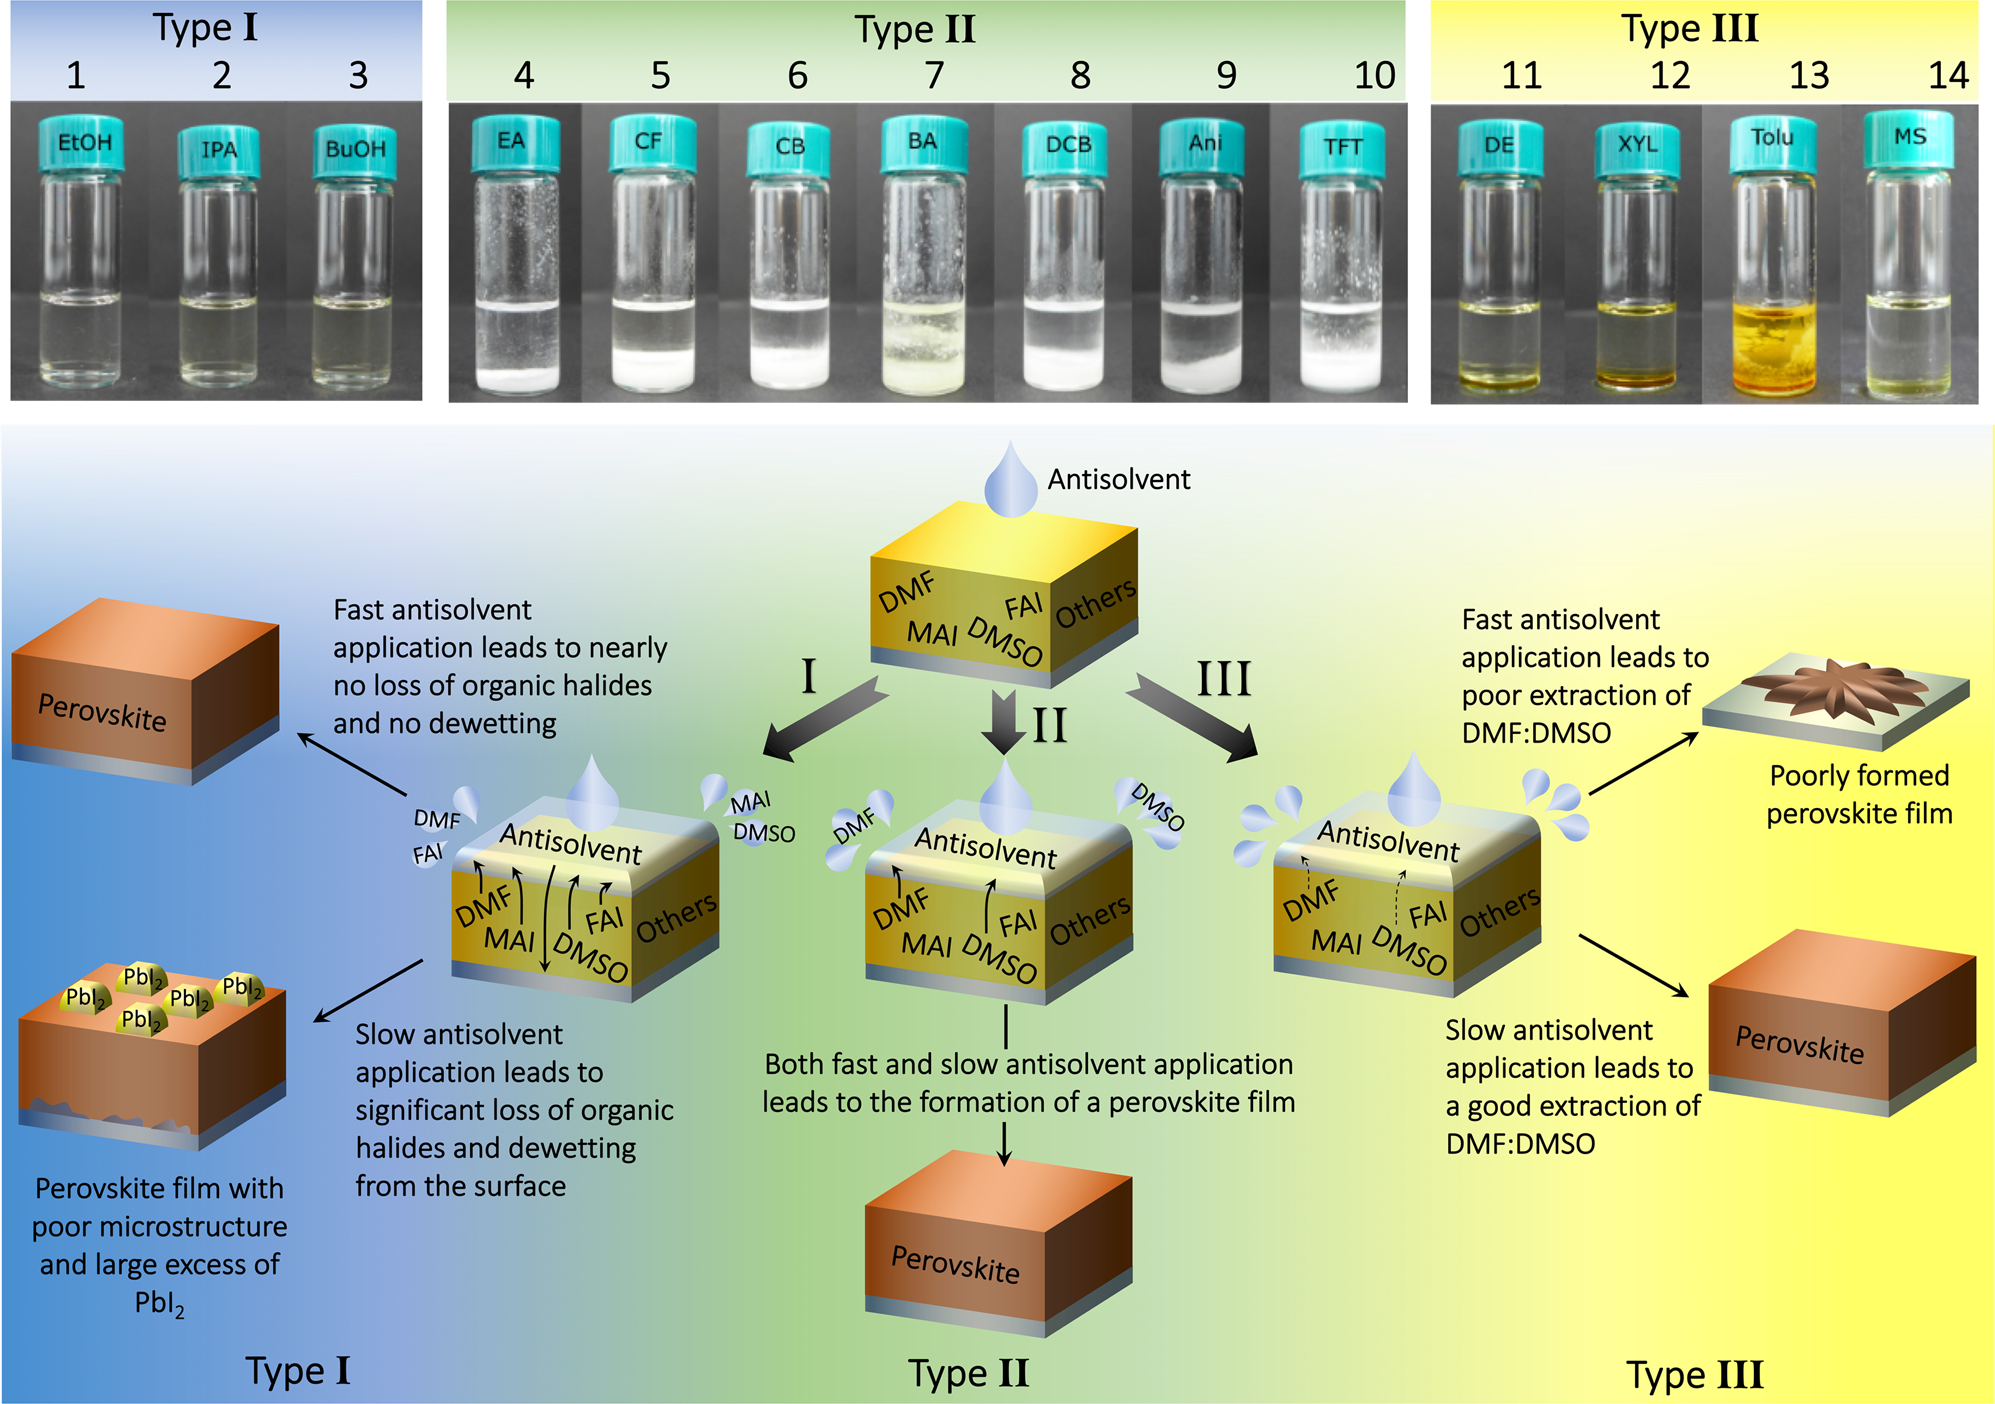 Type I
1 2 3
EtOH IPA BuOH
Type II
4 5 6 7 8 9 10
EA CF CB BA DCB Ani TFT
Type III
11 12 13 14
DE XYL Tolu MS
Antisolvent
DMF
FAI
MAI
DMSO
Others
I
II
III
Fast antisolvent
application leads to nearly
no loss of organic halides
and no dewetting
Perovskite
DMF
FAI
MAI
DMSO
Antisolvent
DMF
MAI
DMSO
FAI
Others
Slow antisolvent
application leads to
significant loss of organic
halides and dewetting
from the surface
PbI₂
PbI₂
PbI₂
PbI₂
PbI₂
Perovskite film with
poor microstructure
and large excess of
PbI₂
Type I
DMF
DMSO
Antisolvent
DMF
MAI
DMSO
FAI
Others
Both fast and slow antisolvent application
leads to the formation of a perovskite film
Perovskite
Type II
Fast antisolvent
application leads to
poor extraction of
DMF:DMSO
Poorly formed
perovskite film
Antisolvent
DMF
MAI
DMSO
FAI
Others
Slow antisolvent
application leads to
a good extraction of
DMF:DMSO
Perovskite
Type III